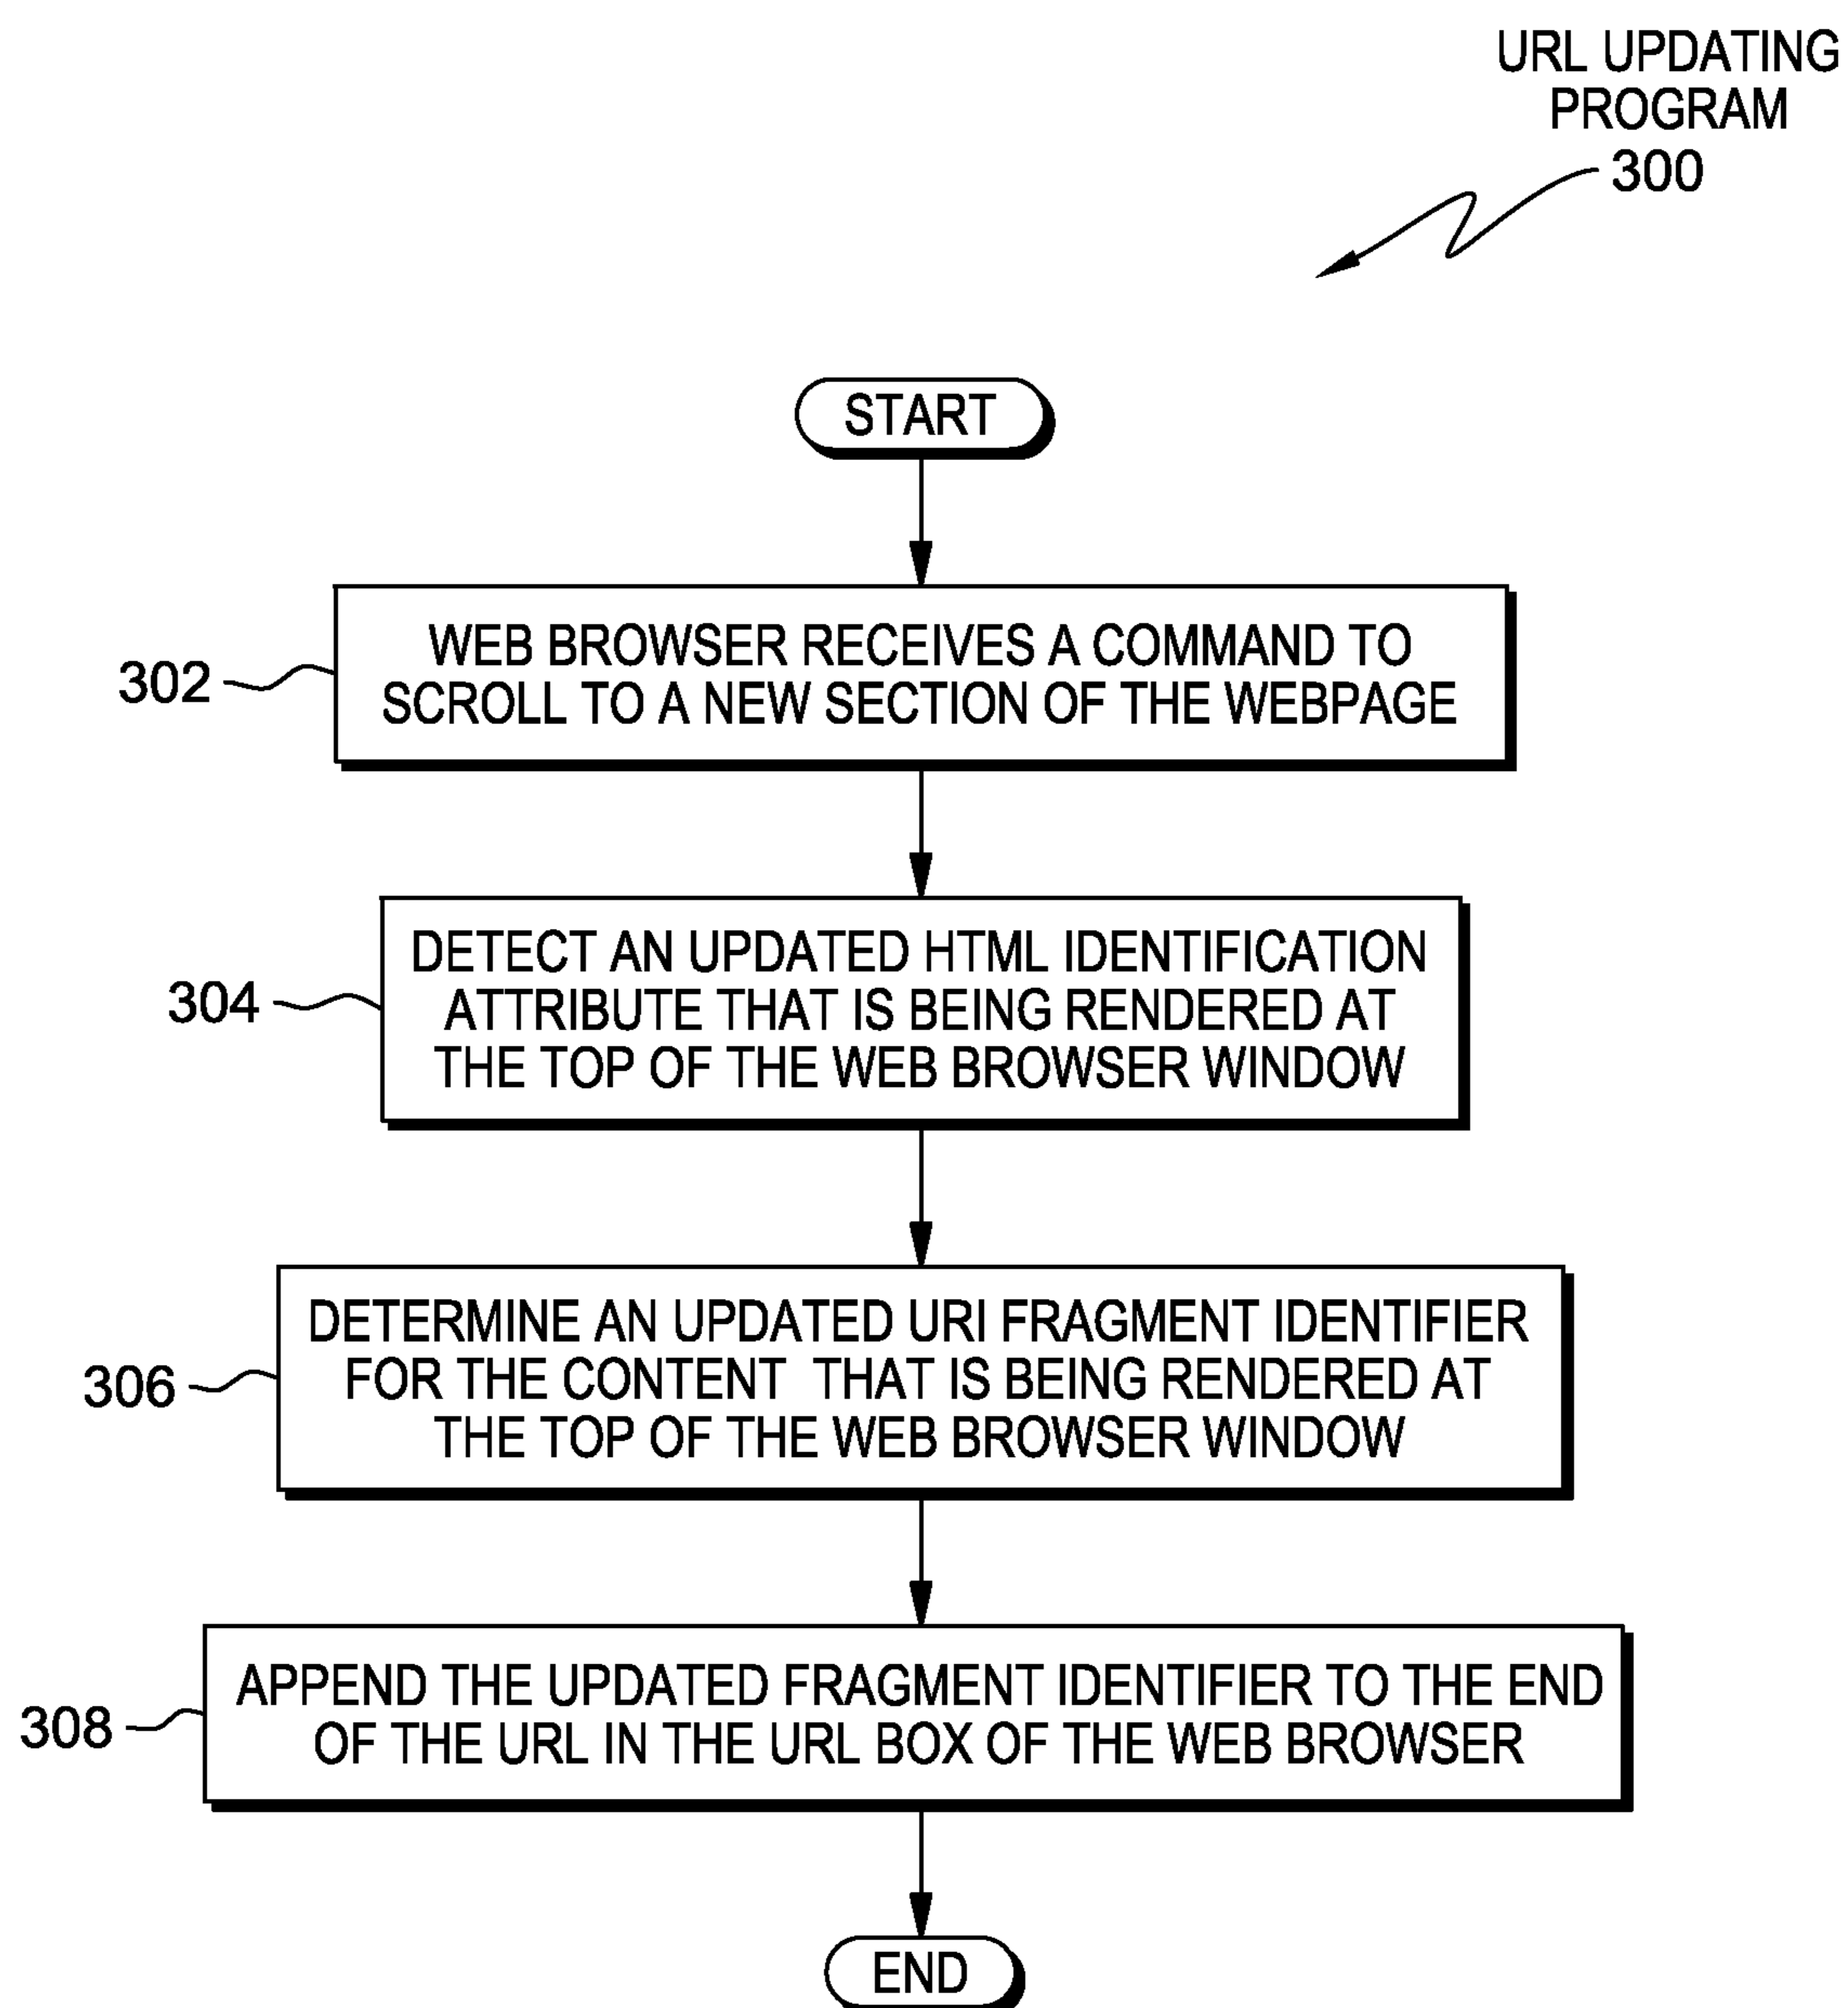 URL UPDATING
PROGRAM
300
START
302
WEB BROWSER RECEIVES A COMMAND TO
SCROLL TO A NEW SECTION OF THE WEBPAGE
304
DETECT AN UPDATED HTML IDENTIFICATION
ATTRIBUTE THAT IS BEING RENDERED AT
THE TOP OF THE WEB BROWSER WINDOW
306
DETERMINE AN UPDATED URI FRAGMENT IDENTIFIER
FOR THE CONTENT THAT IS BEING RENDERED AT
THE TOP OF THE WEB BROWSER WINDOW
308
APPEND THE UPDATED FRAGMENT IDENTIFIER TO THE END
OF THE URL IN THE URL BOX OF THE WEB BROWSER
END